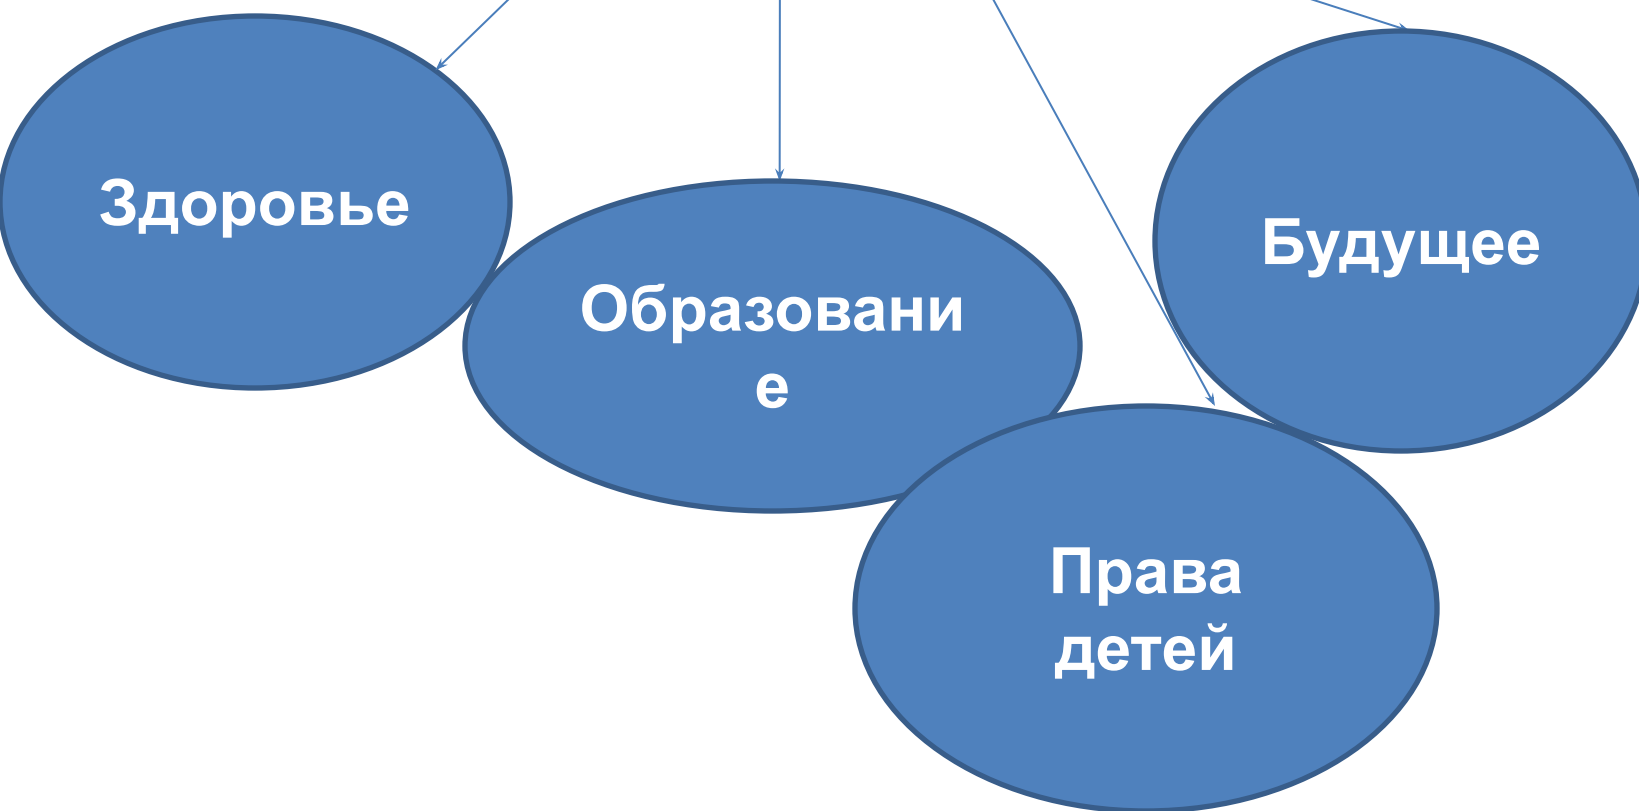 Здоровье
Образовани
е
Права
детей
Будущее